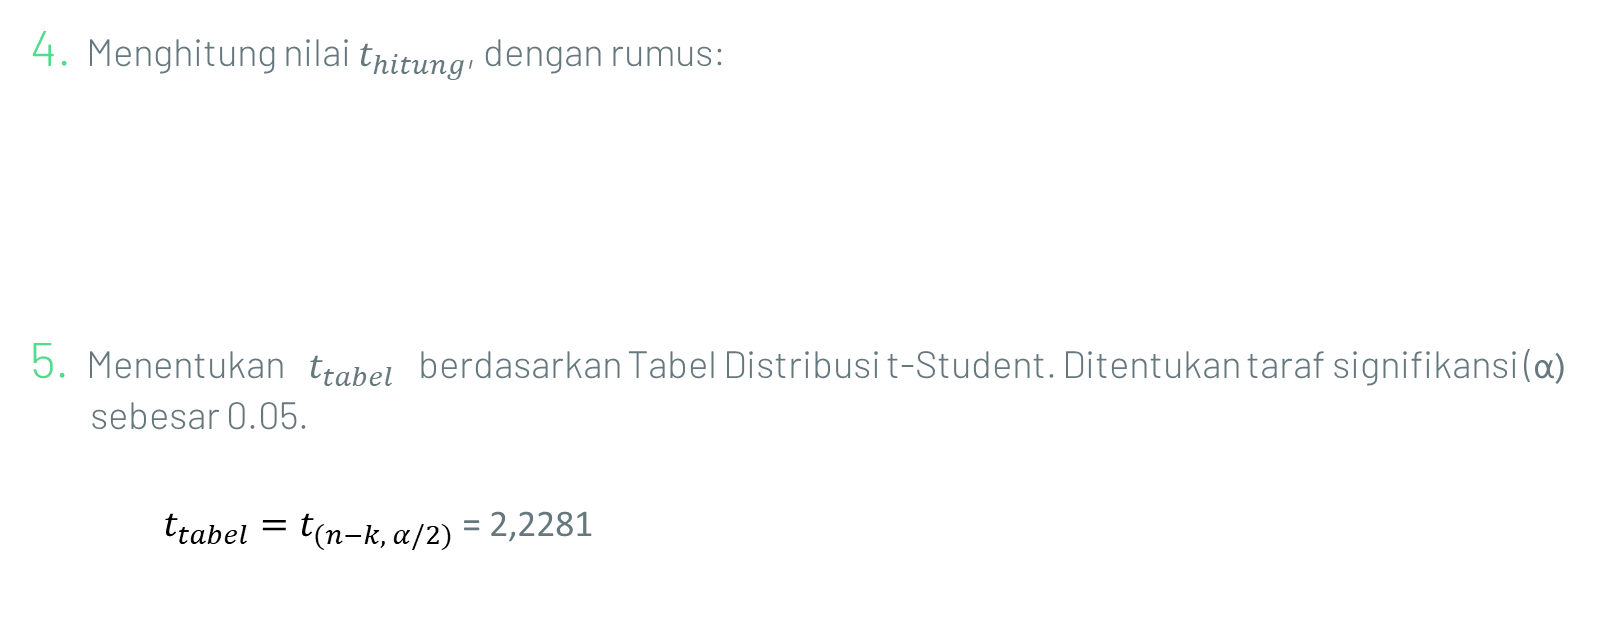 4. Menghitung nilai t_hitung, dengan rumus:
5. Menentukan t_tabel berdasarkan Tabel Distribusi t-Student. Ditentukan taraf signifikansi (α)
sebesar 0.05.
t_tabel = t_(n−k, α/2) = 2,2281